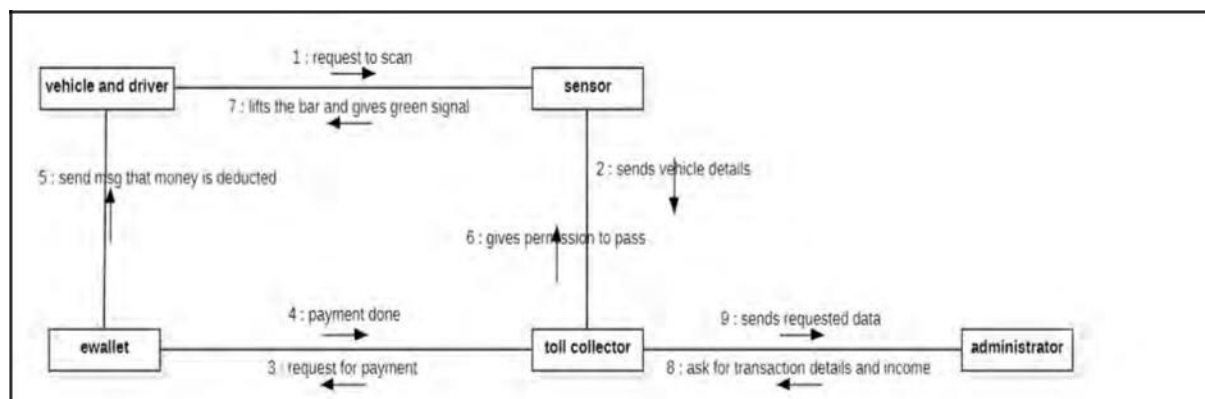 1 : request to scan
vehicle and driver
sensor
7 : lifts the bar and gives green signal
2 : sends vehicle details
5 : send msg that money is deducted
6 : gives permission to pass
4 : payment done
9 : sends requested data
ewallet
toll collector
administrator
3 : request for payment
8 : ask for transaction details and income